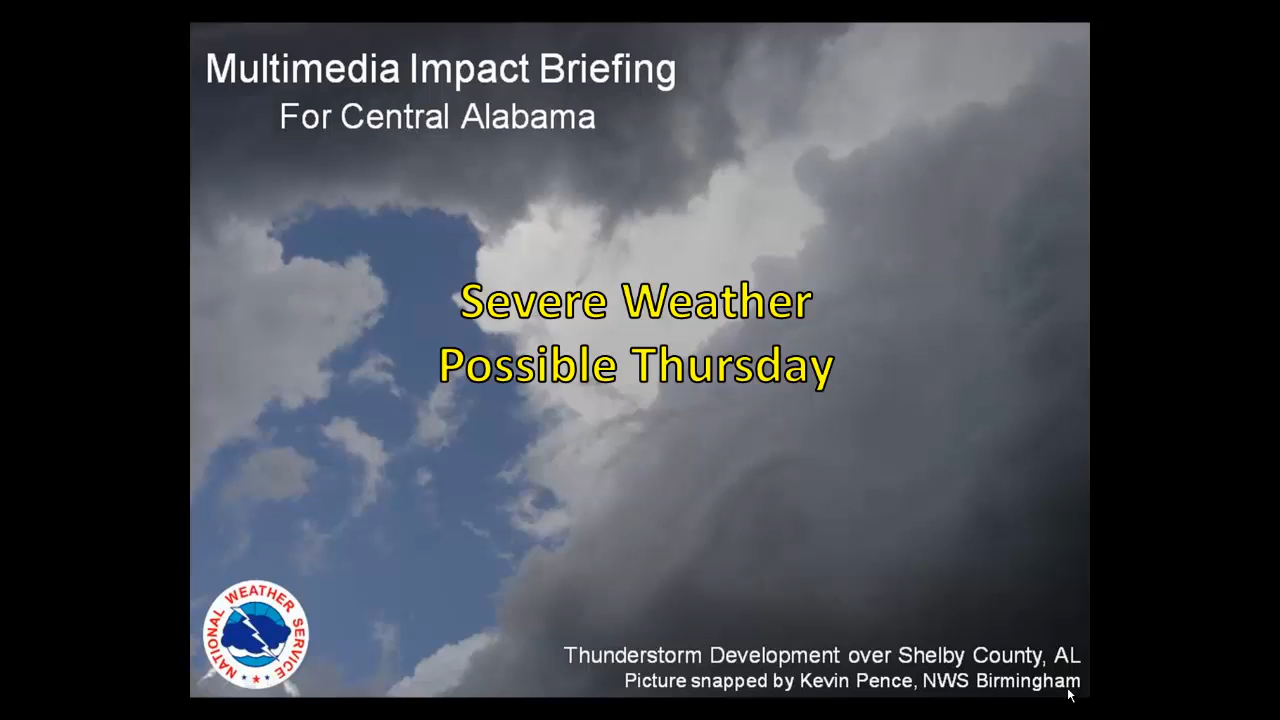 Multimedia Impact Briefing
For Central Alabama
Severe Weather
Possible Thursday
NATIONAL WEATHER SERVICE
Thunderstorm Development over Shelby County, AL
Picture snapped by Kevin Pence, NWS Birmingham